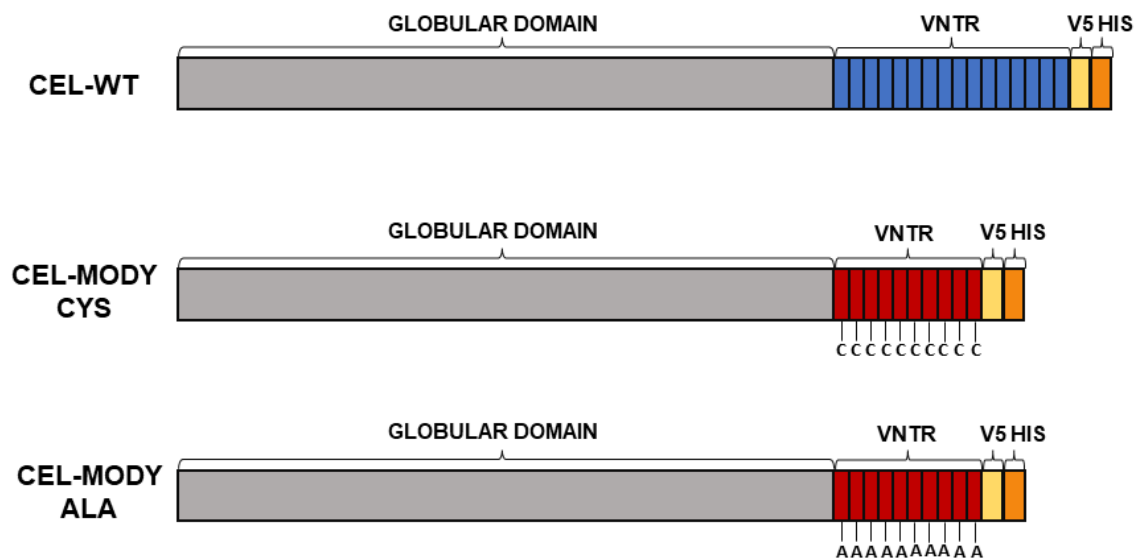 GLOBULAR DOMAIN VNTR V5 HIS
CEL-WT
GLOBULAR DOMAIN VNTR V5 HIS
CEL-MODY
CYS
C C C C C C C C C C
GLOBULAR DOMAIN VNTR V5 HIS
CEL-MODY
ALA
A A A A A A A A A A